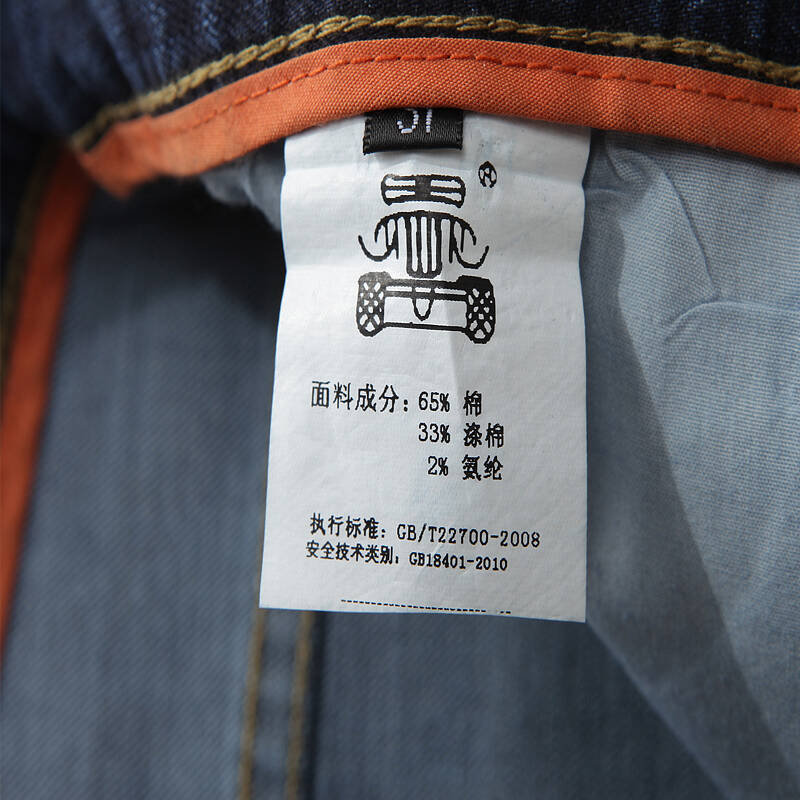 ®
面料成分：65% 棉
33% 涤棉
2% 氨纶
执行标准：GB/T22700-2008
安全技术类别：GB18401-2010